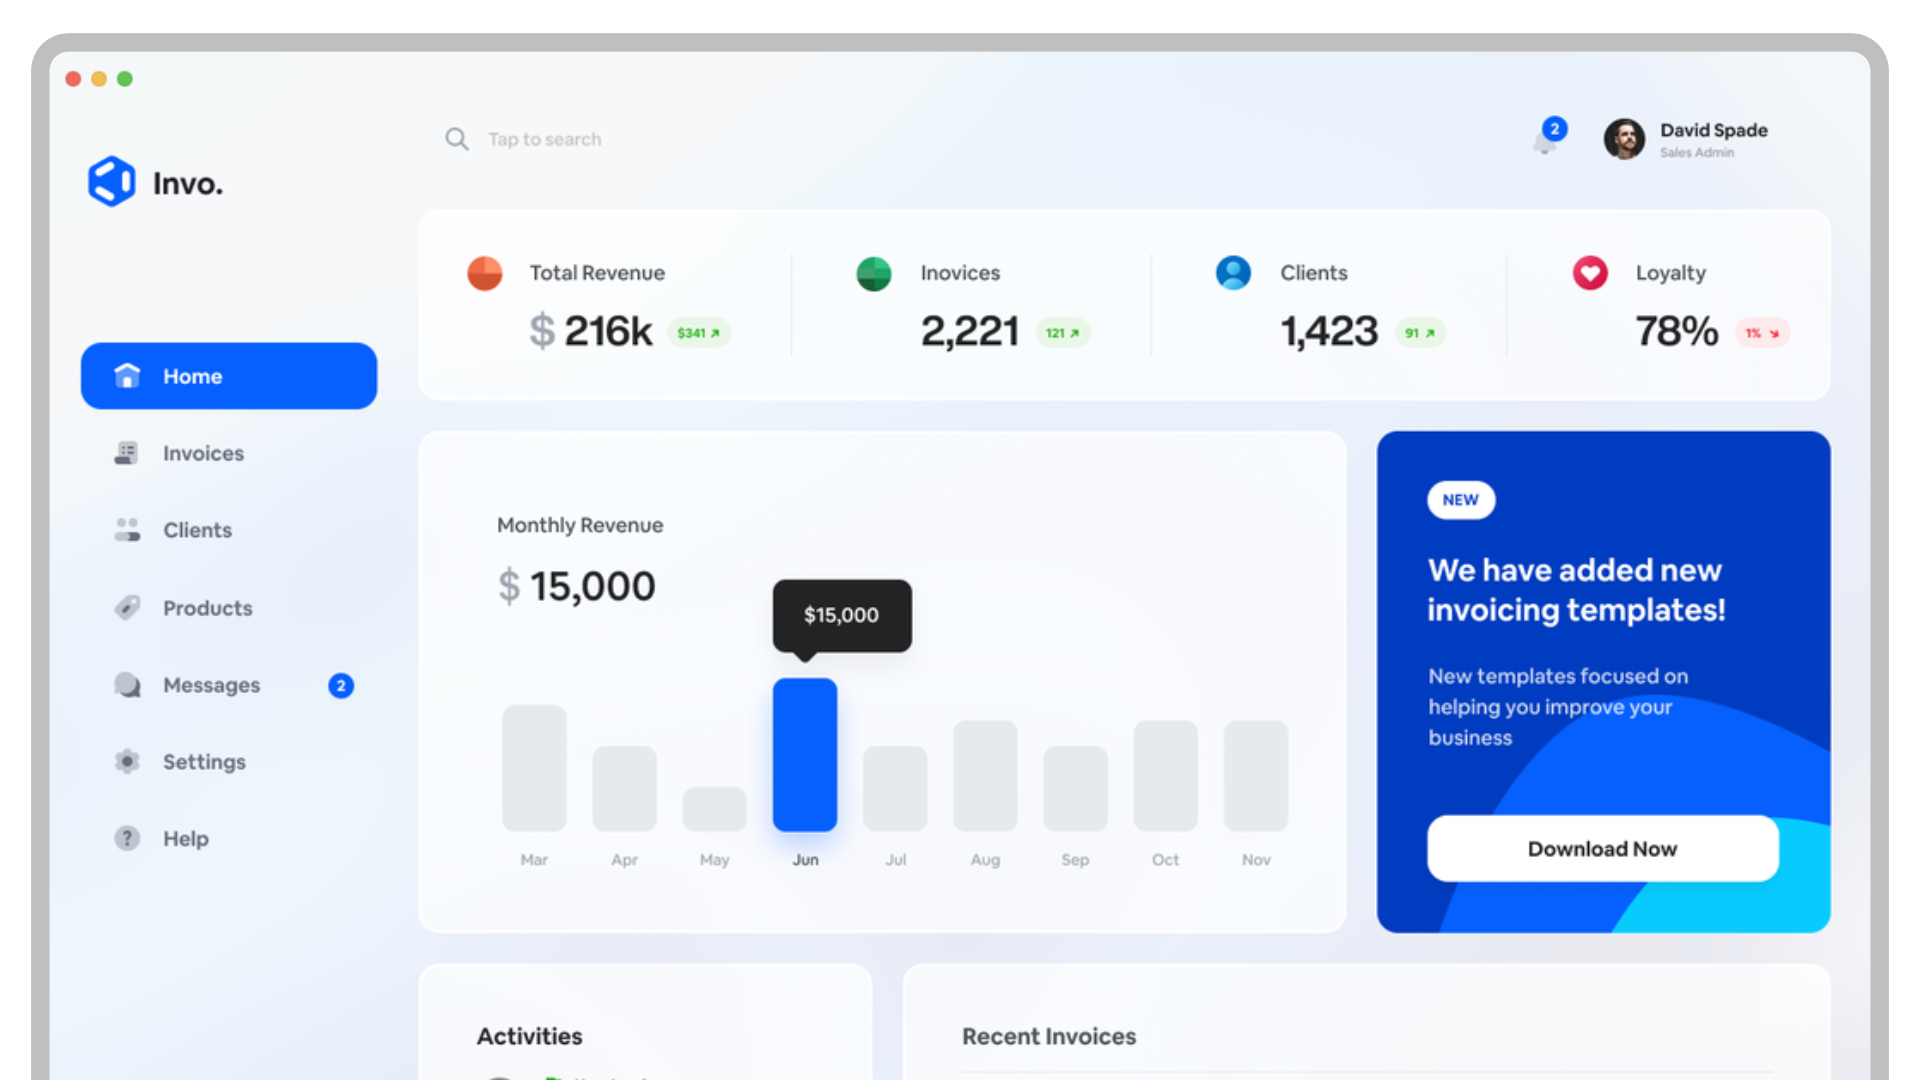 Invo.
Tap to search
2
David Spade
Sales Admin
Home
Invoices
Clients
Products
Messages 2
Settings
Help
Total Revenue
$ 216k $341
Inovices
2,221 121
Clients
1,423 91
Loyalty
78% 1%
Monthly Revenue
$ 15,000
$15,000
Mar Apr May Jun Jul Aug Sep Oct Nov
NEW
We have added new
invoicing templates!
New templates focused on
helping you improve your
business
Download Now
Activities
Recent Invoices